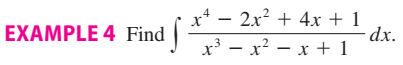 EXAMPLE 4 Find ∫ (x⁴ − 2x² + 4x + 1)/(x³ − x² − x + 1) dx.